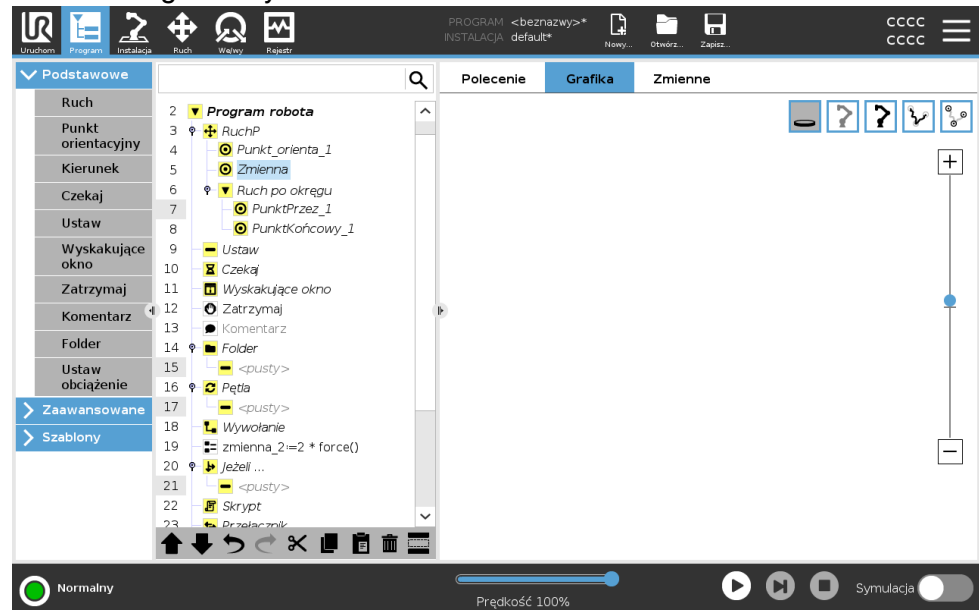 UR
Uruchom
Program
Instalacja
Ruch
We/wy
Rejestr
PROGRAM <beznazwy>*
INSTALACJA default*
Nowy...
Otwórz...
Zapisz...
CCCC
CCCC
Podstawowe
Ruch
Punkt
orientacyjny
Kierunek
Czekaj
Ustaw
Wyskakujące
okno
Zatrzymaj
Komentarz
Folder
Ustaw
obciążenie
Zaawansowane
Szablony
2 Program robota
3 RuchP
4 Punkt_orienta_1
5 Zmienna
6 Ruch po okręgu
7 PunktPrzez_1
8 PunktKońcowy_1
9 Ustaw
10 Czekaj
11 Wyskakujące okno
12 Zatrzymaj
13 Komentarz
14 Folder
15 <pusty>
16 Pętla
17 <pusty>
18 Wywołanie
19 zmienna_2:=2 * force()
20 Jeżeli ...
21 <pusty>
22 Skrypt
23 Przełącznik
Polecenie
Grafika
Zmienne
Normalny
Prędkość 100%
Symulacja